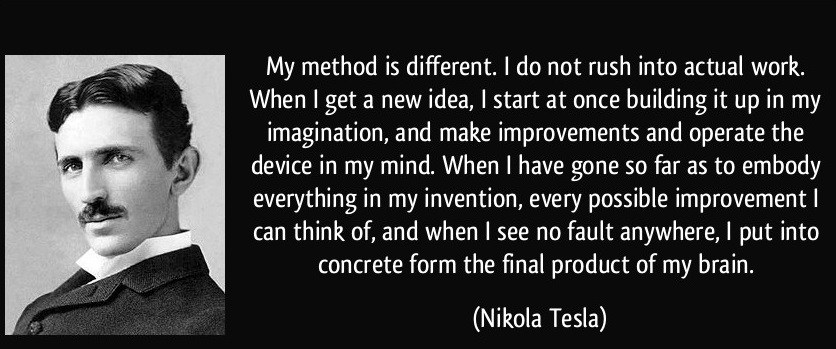 My method is different. I do not rush into actual work.
When I get a new idea, I start at once building it up in my
imagination, and make improvements and operate the
device in my mind. When I have gone so far as to embody
everything in my invention, every possible improvement I
can think of, and when I see no fault anywhere, I put into
concrete form the final product of my brain.
(Nikola Tesla)